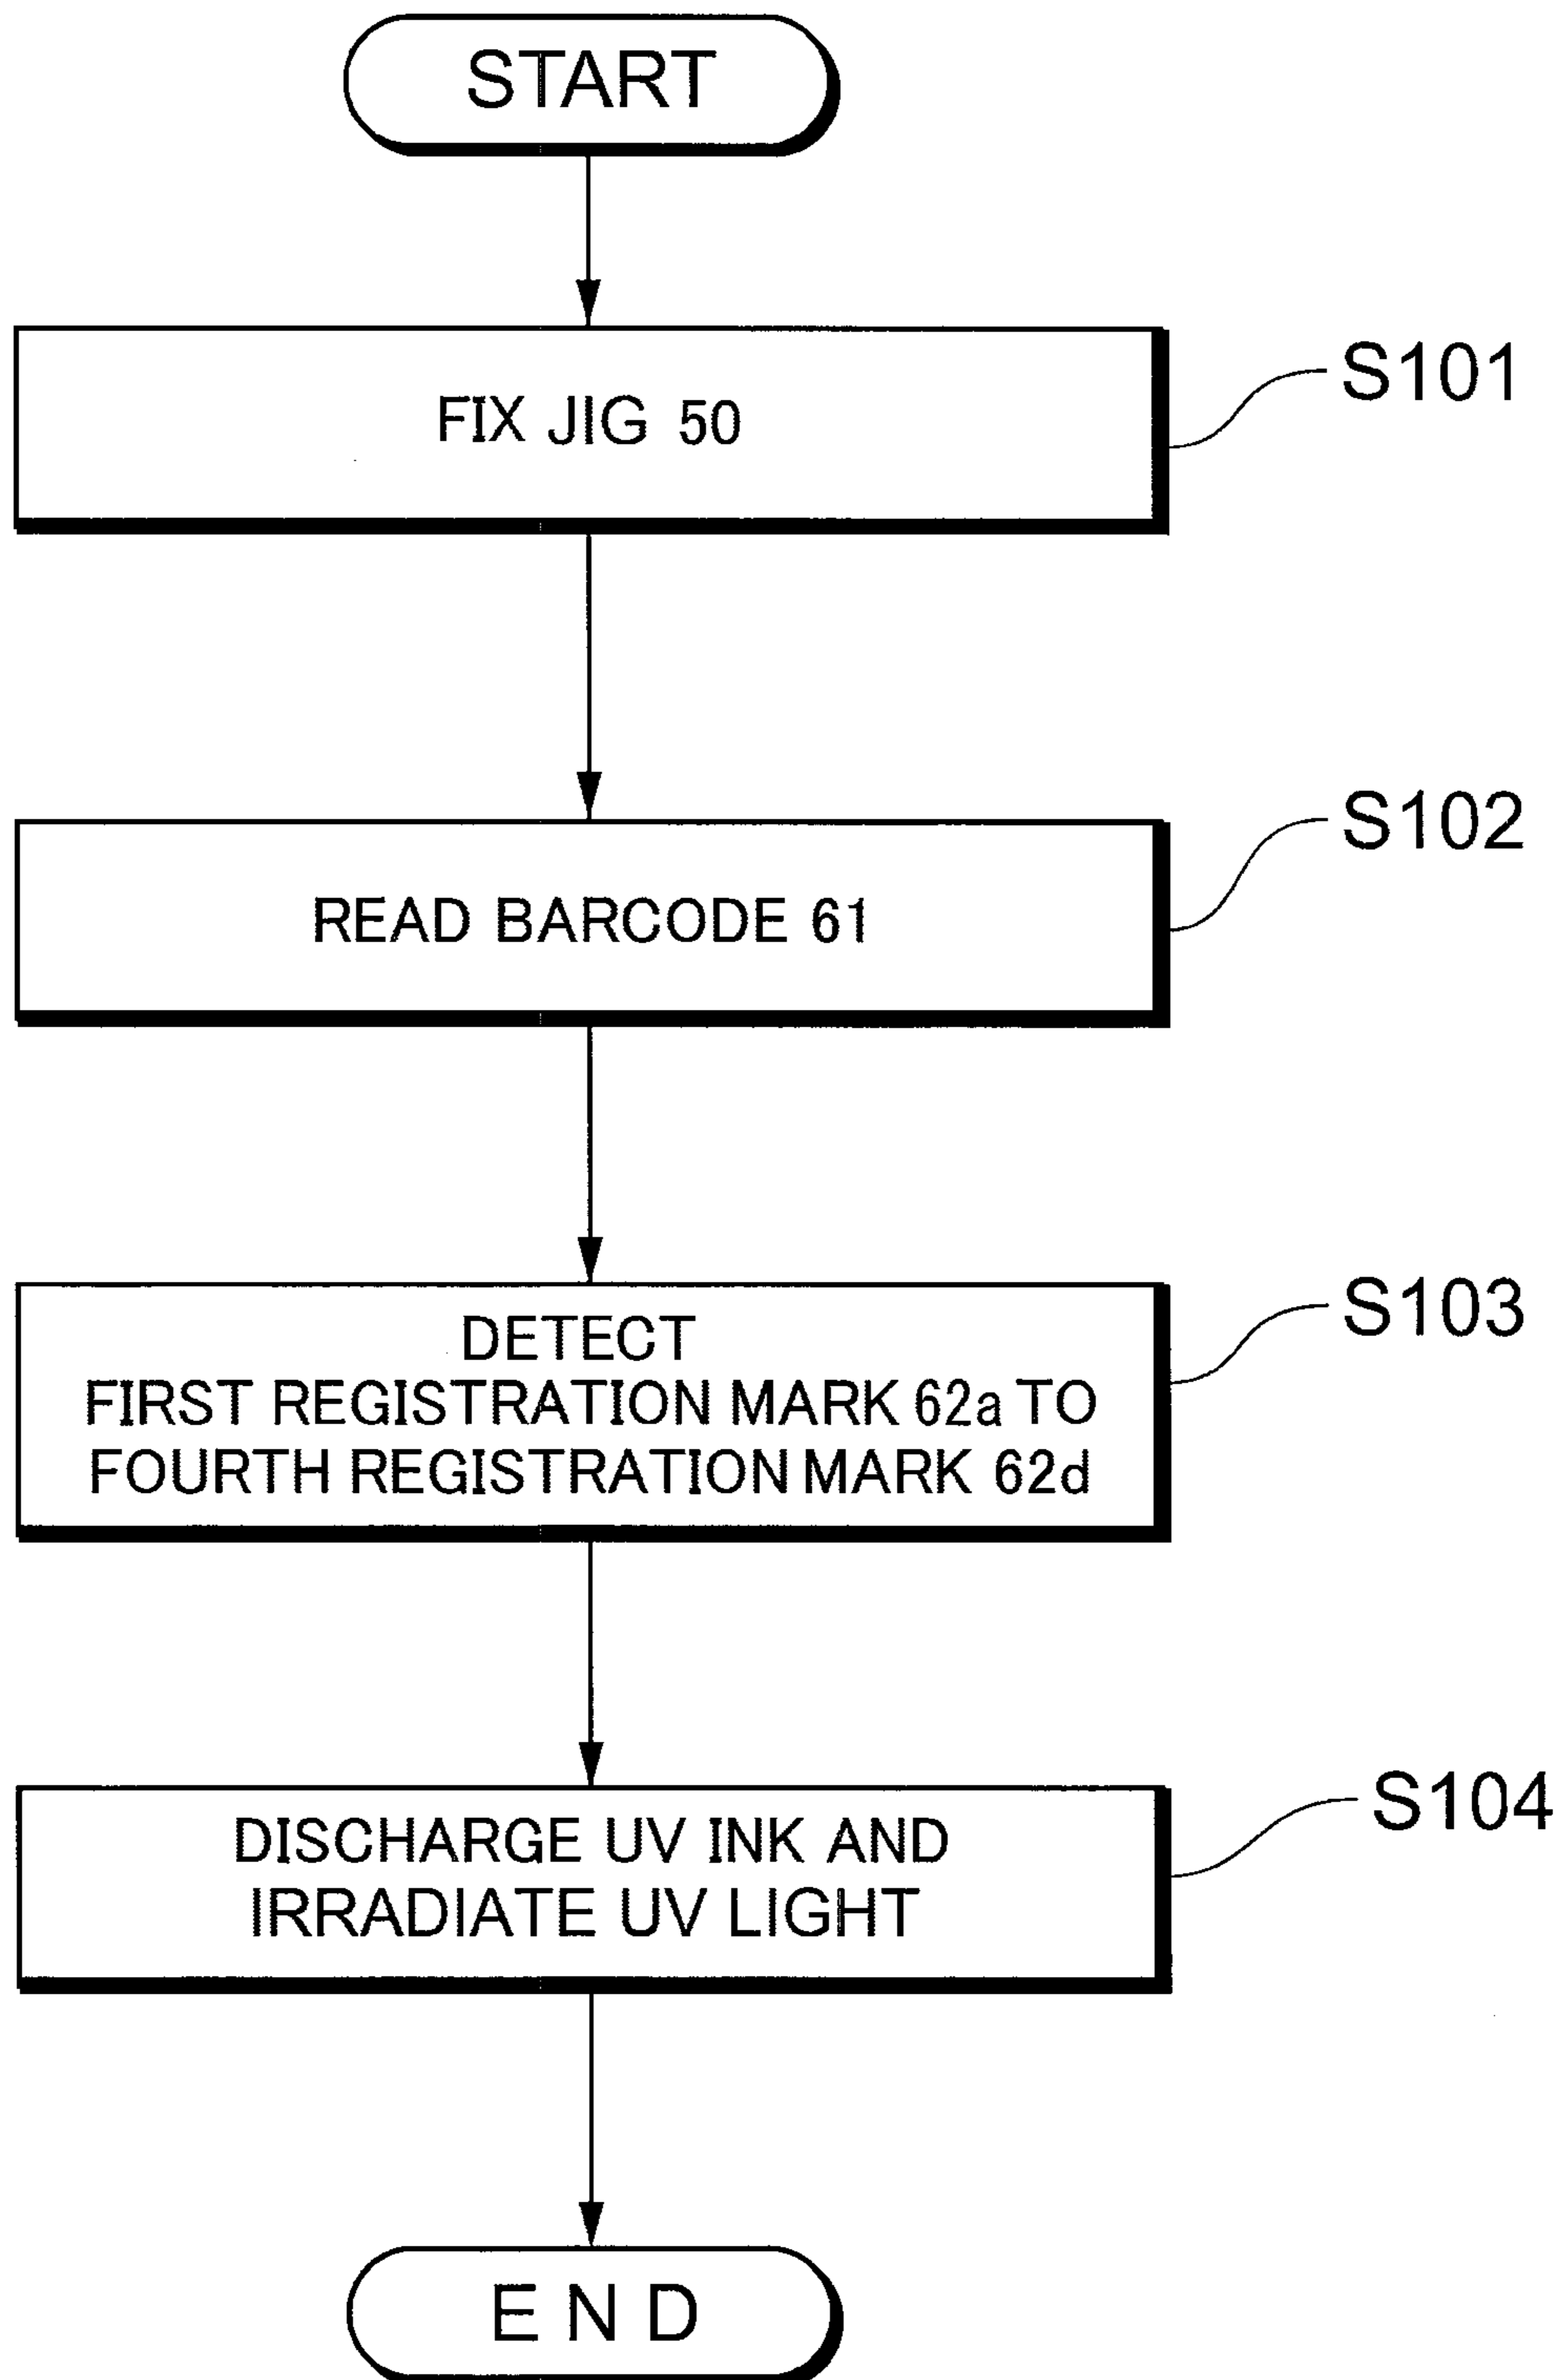 START
FIX JIG 50
S101
READ BARCODE 61
S102
DETECT
FIRST REGISTRATION MARK 62a TO
FOURTH REGISTRATION MARK 62d
S103
DISCHARGE UV INK AND
IRRADIATE UV LIGHT
S104
END